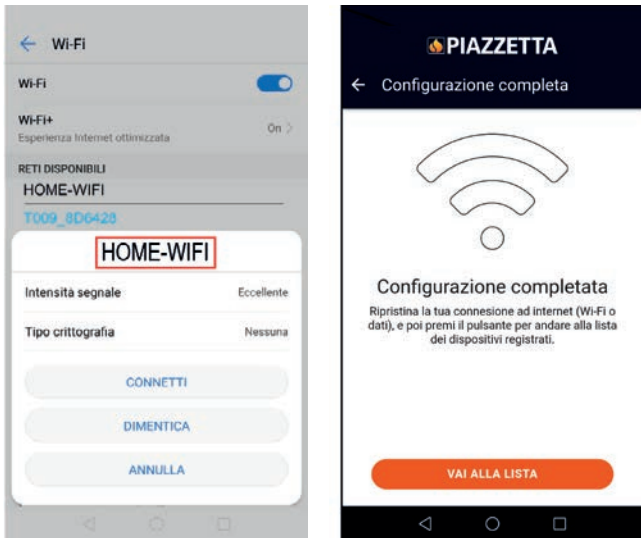 Wi-Fi
Wi-Fi
Wi-Fi+
Esperienza Internet ottimizzata
On
RETI DISPONIBILI
HOME-WIFI
T009_8D6428
HOME-WIFI
Intensità segnale Eccellente
Tipo crittografia Nessuna
CONNETTI
DIMENTICA
ANNULLA
PIAZZETTA
Configurazione completa
Configurazione completata
Ripristina la tua connesione ad internet (Wi-Fi o
dati), e poi premi il pulsante per andare alla lista
dei dispositivi registrati.
VAI ALLA LISTA